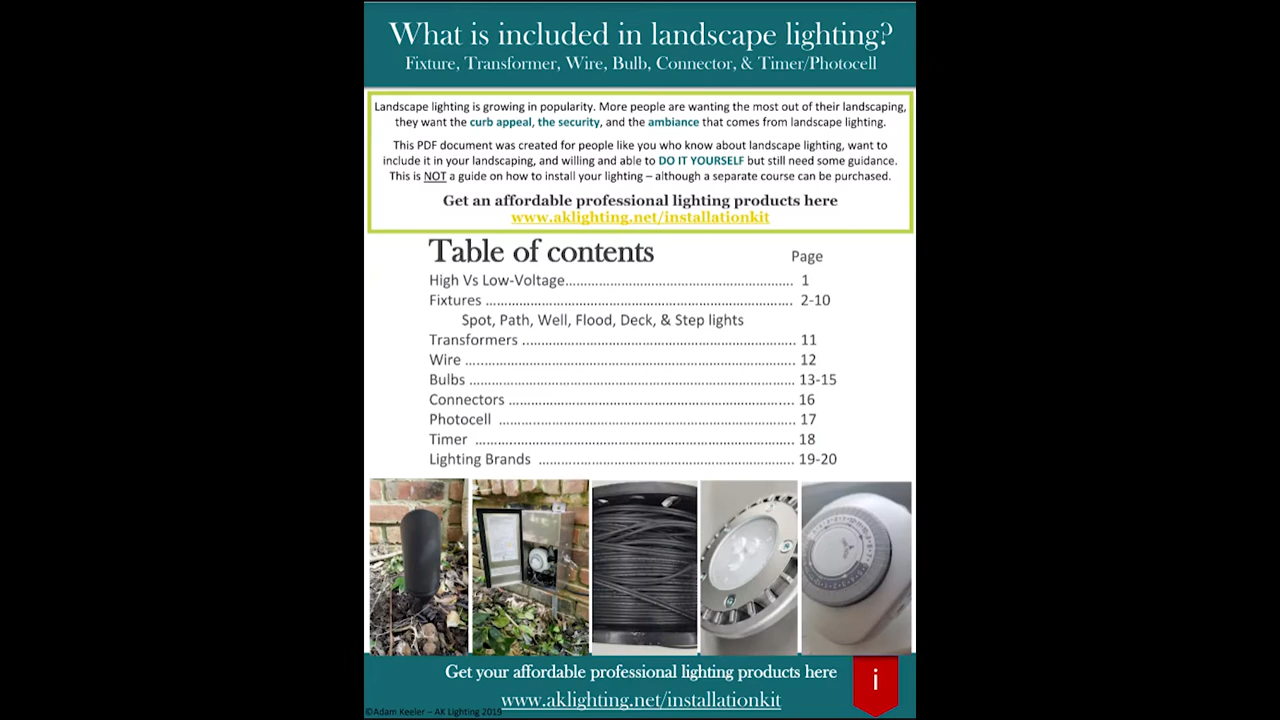 What is included in landscape lighting?
Fixture, Transformer, Wire, Bulb, Connector, & Timer/Photocell
Landscape lighting is growing in popularity. More people are wanting the most out of their landscaping,
they want the curb appeal, the security, and the ambiance that comes from landscape lighting.
This PDF document was created for people like you who know about landscape lighting, want to
include it in your landscaping, and willing and able to DO IT YOURSELF but still need some guidance.
This is NOT a guide on how to install your lighting – although a separate course can be purchased.
Get an affordable professional lighting products here
www.aklighting.net/installationkit
Table of contents Page
High Vs Low-Voltage........................................................ 1
Fixtures ........................................................................ 2-10
Spot, Path, Well, Flood, Deck, & Step lights
Transformers ................................................................ 11
Wire ............................................................................. 12
Bulbs ............................................................................ 13-15
Connectors ................................................................... 16
Photocell ...................................................................... 17
Timer ........................................................................... 18
Lighting Brands ............................................................. 19-20
Get your affordable professional lighting products here
www.aklighting.net/installationkit
i
©Adam Keeler – AK Lighting 2019